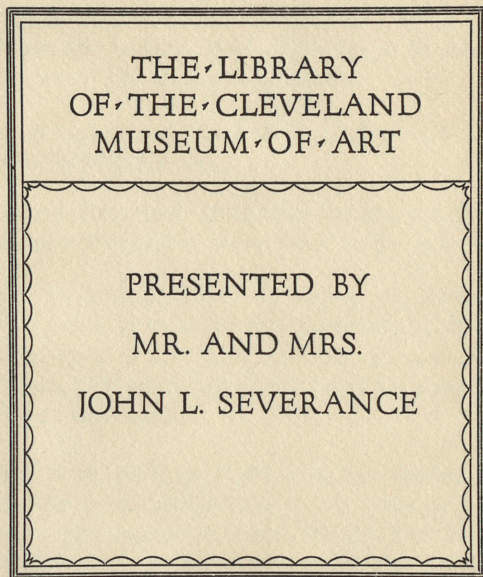 THE · LIBRARY
OF · THE · CLEVELAND
MUSEUM · OF · ART
PRESENTED BY
MR. AND MRS.
JOHN L. SEVERANCE